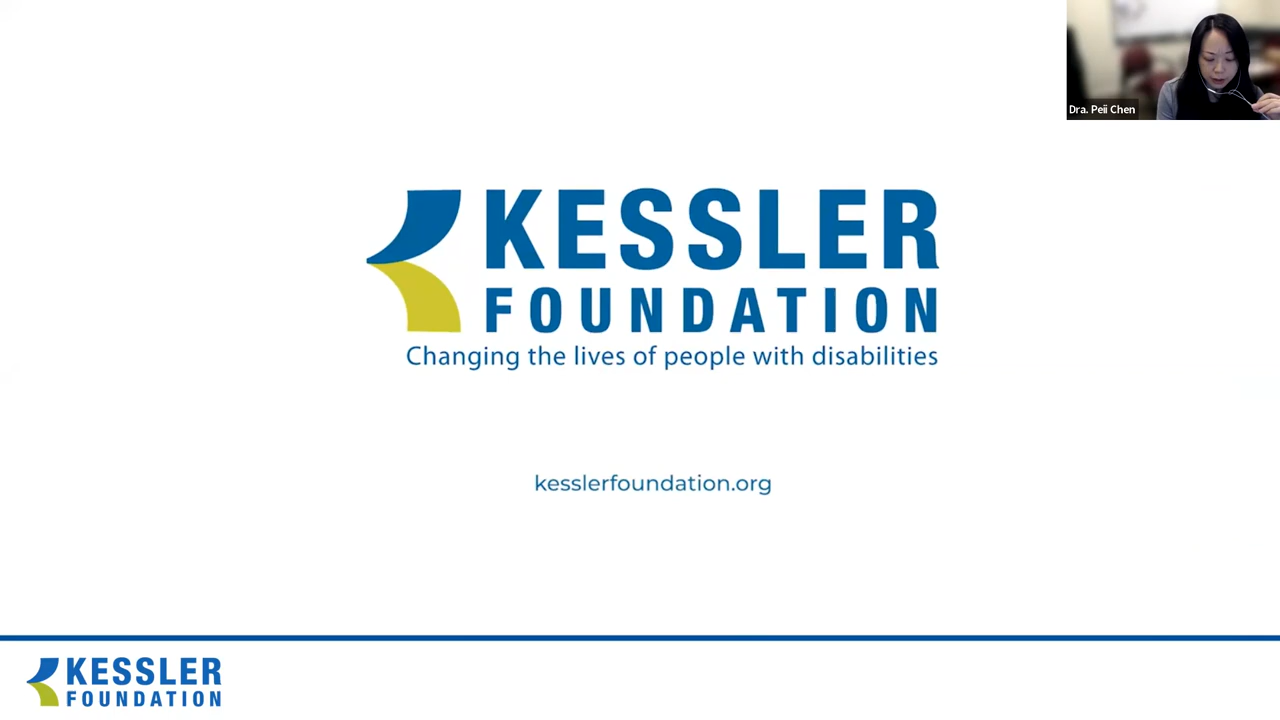 Dra. Peii Chen
KESSLER
FOUNDATION
Changing the lives of people with disabilities
kesslerfoundation.org
KESSLER
FOUNDATION